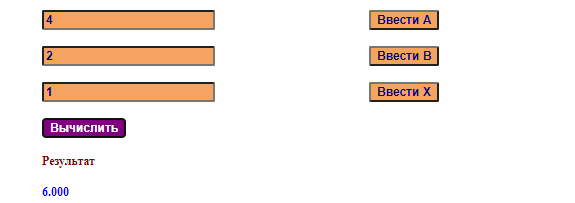 4 Ввести A
2 Ввести B
1 Ввести X
Вычислить
Результат
6.000